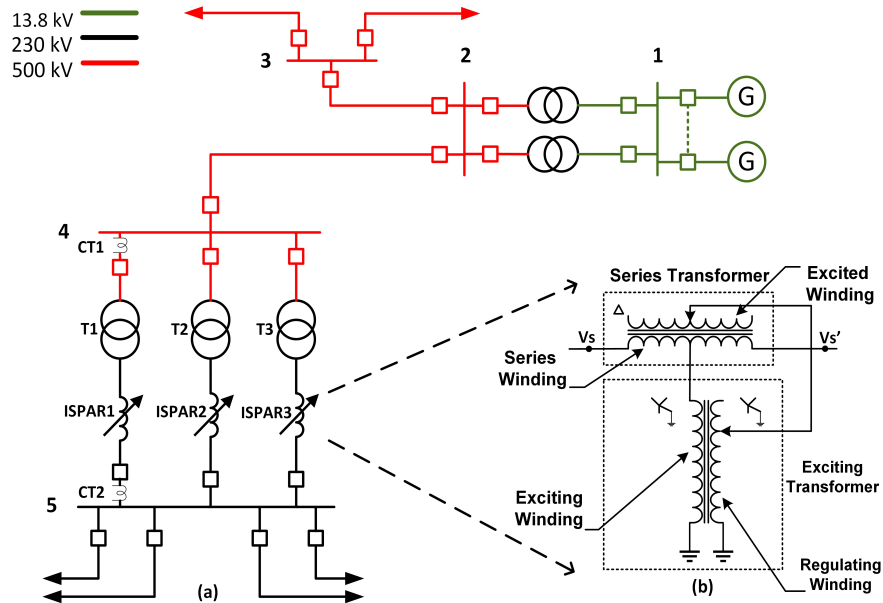 13.8 kV
230 kV
500 kV
3
2
1
G
G
4
CT1
T1
T2
T3
ISPAR1
ISPAR2
ISPAR3
CT2
5
(a)
Series Transformer
Excited
Winding
Δ
Vs
Vs'
Series
Winding
Exciting
Winding
Exciting
Transformer
Regulating
Winding
(b)